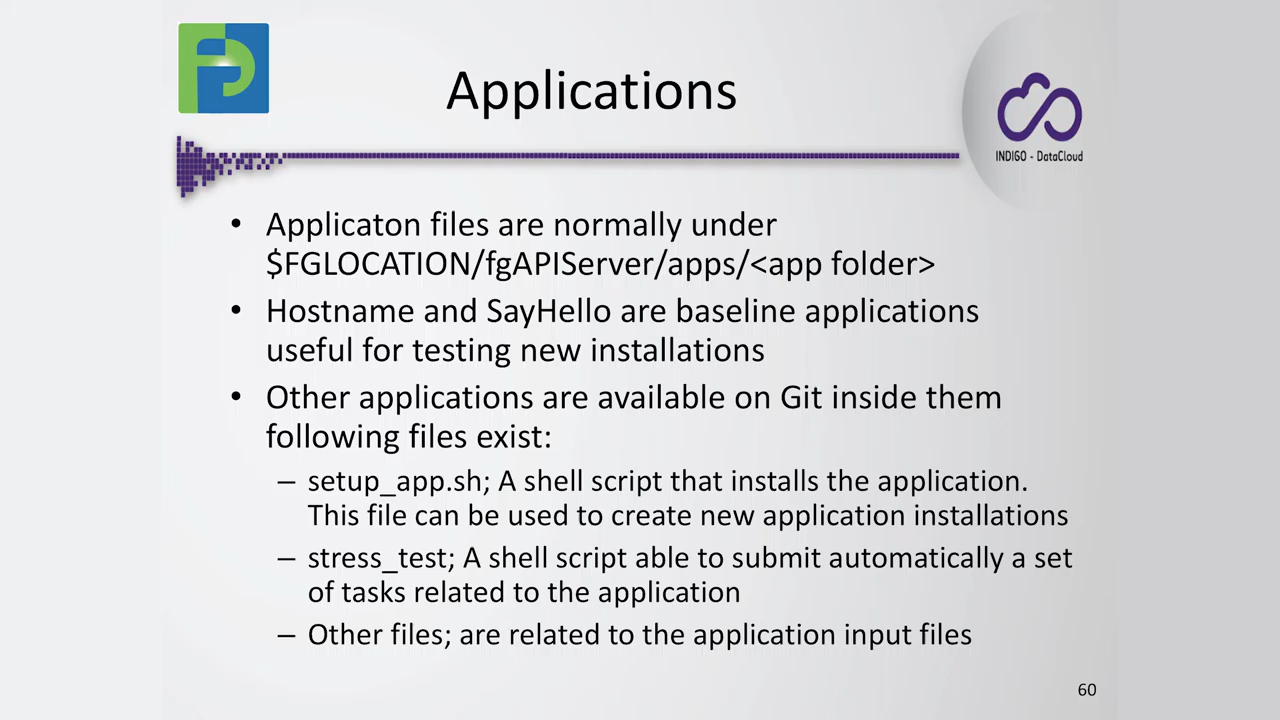 Applications
INDIGO - DataCloud
• Applicaton files are normally under
$FGLOCATION/fgAPIServer/apps/<app folder>
• Hostname and SayHello are baseline applications
useful for testing new installations
• Other applications are available on Git inside them
following files exist:
– setup_app.sh; A shell script that installs the application.
This file can be used to create new application installations
– stress_test; A shell script able to submit automatically a set
of tasks related to the application
– Other files; are related to the application input files
60